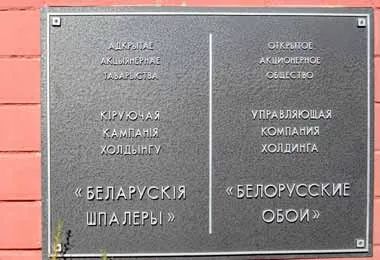 АДКРЫТАЕ
АКЦЫЯНЕРНАЕ
ТАВАРЫСТВА
КІРУЮЧАЯ
КАМПАНІЯ
ХОЛДЫНГУ
«БЕЛАРУСКІЯ
ШПАЛЕРЫ»
ОТКРЫТОЕ
АКЦИОНЕРНОЕ
ОБЩЕСТВО
УПРАВЛЯЮЩАЯ
КОМПАНИЯ
ХОЛДИНГА
«БЕЛОРУССКИЕ
ОБОИ»